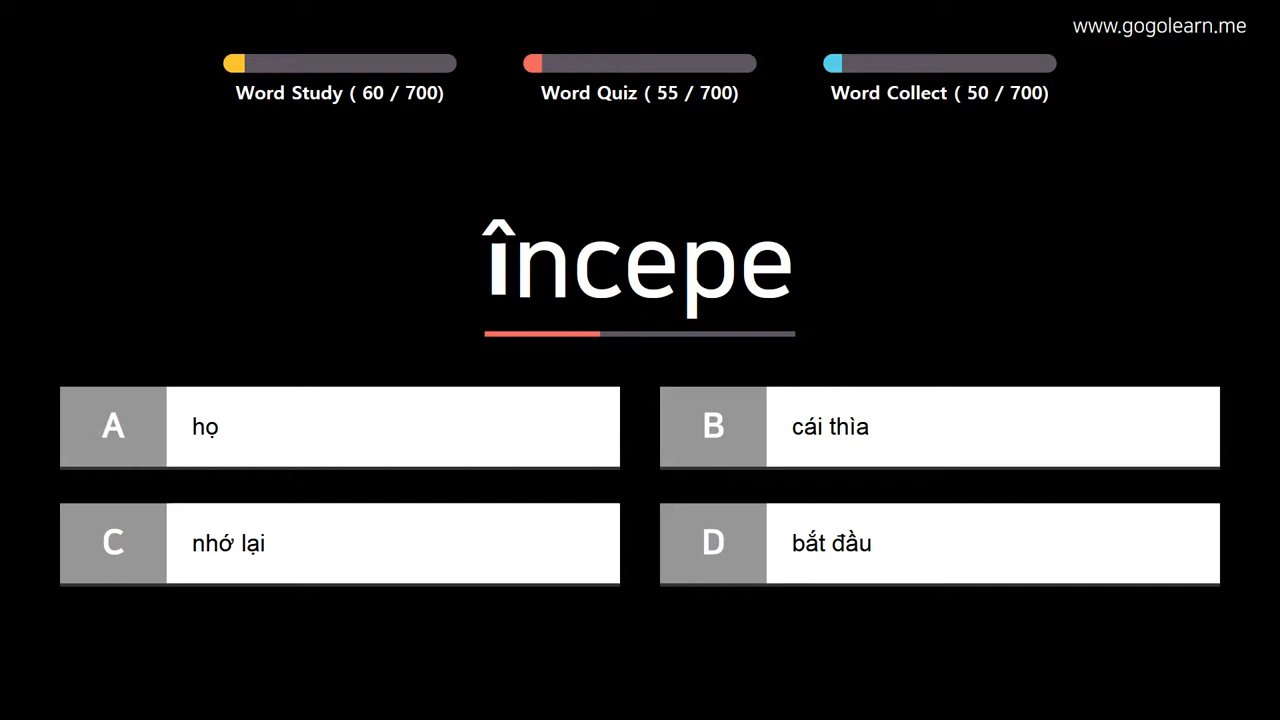 www.gogolearn.me
Word Study ( 60 / 700)
Word Quiz ( 55 / 700)
Word Collect ( 50 / 700)
începe
A
họ
B
cái thìa
C
nhớ lại
D
bắt đầu